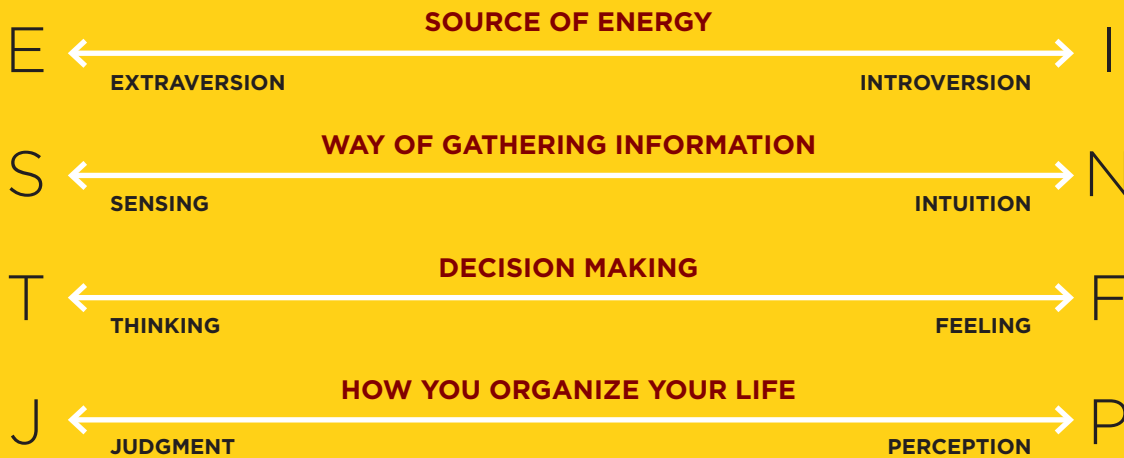 SOURCE OF ENERGY
E I
EXTRAVERSION INTROVERSION
WAY OF GATHERING INFORMATION
S N
SENSING INTUITION
DECISION MAKING
T F
THINKING FEELING
HOW YOU ORGANIZE YOUR LIFE
J P
JUDGMENT PERCEPTION